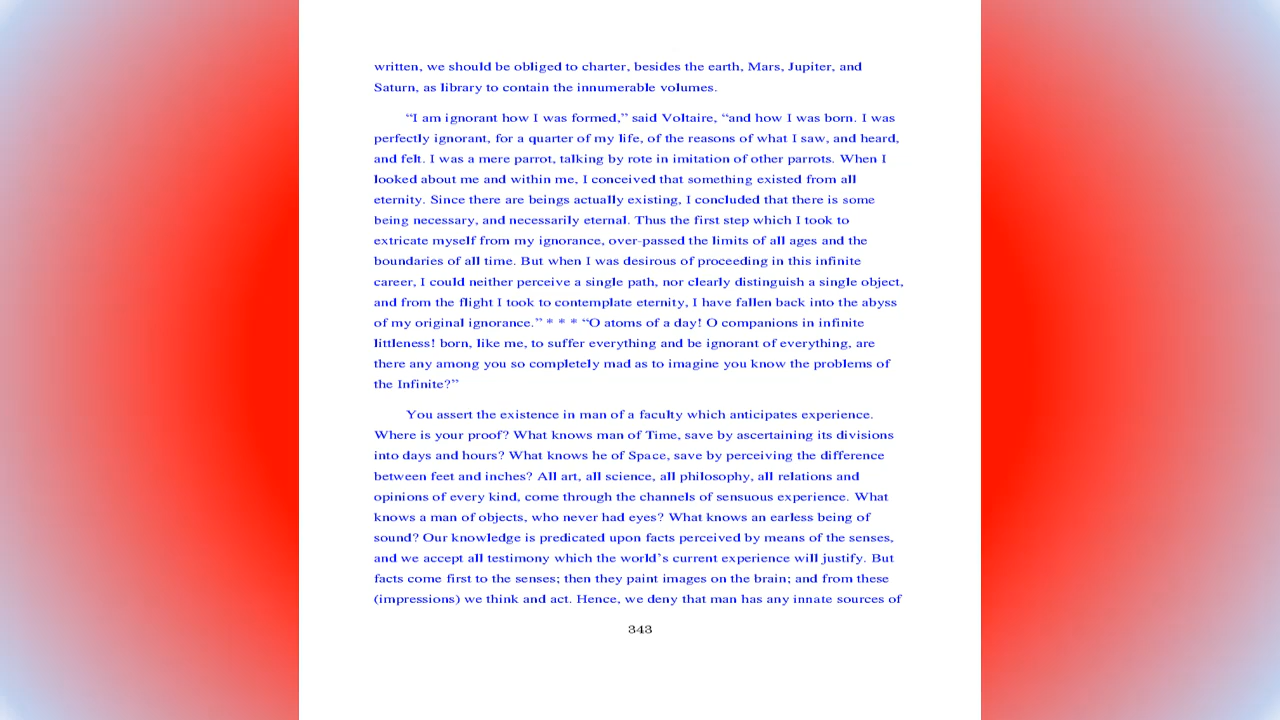 written, we should be obliged to charter, besides the earth, Mars, Jupiter, and
Saturn, as library to contain the innumerable volumes.
“I am ignorant how I was formed,” said Voltaire, “and how I was born. I was
perfectly ignorant, for a quarter of my life, of the reasons of what I saw, and heard,
and felt. I was a mere parrot, talking by rote in imitation of other parrots. When I
looked about me and within me, I conceived that something existed from all
eternity. Since there are beings actually existing, I concluded that there is some
being necessary, and necessarily eternal. Thus the first step which I took to
extricate myself from my ignorance, over-passed the limits of all ages and the
boundaries of all time. But when I was desirous of proceeding in this infinite
career, I could neither perceive a single path, nor clearly distinguish a single object,
and from the flight I took to contemplate eternity, I have fallen back into the abyss
of my original ignorance.” * * * “O atoms of a day! O companions in infinite
littleness! born, like me, to suffer everything and be ignorant of everything, are
there any among you so completely mad as to imagine you know the problems of
the Infinite?”
You assert the existence in man of a faculty which anticipates experience.
Where is your proof? What knows man of Time, save by ascertaining its divisions
into days and hours? What knows he of Space, save by perceiving the difference
between feet and inches? All art, all science, all philosophy, all relations and
opinions of every kind, come through the channels of sensuous experience. What
knows a man of objects, who never had eyes? What knows an earless being of
sound? Our knowledge is predicated upon facts perceived by means of the senses,
and we accept all testimony which the world’s current experience will justify. But
facts come first to the senses; then they paint images on the brain; and from these
(impressions) we think and act. Hence, we deny that man has any innate sources of
343